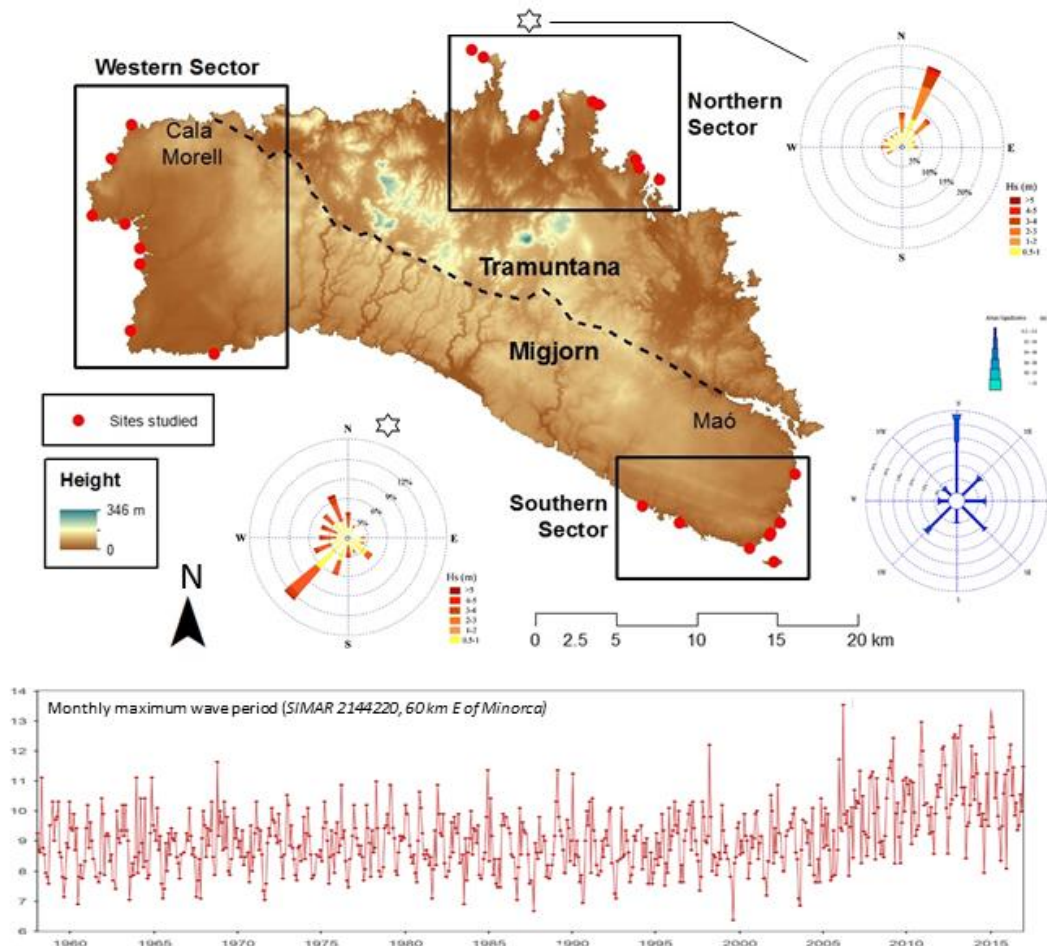 Western Sector
Cala
Morell
Northern
Sector
Tramuntana
Migjorn
Maó
Southern
Sector
Sites studied
Height
346 m
0
N
N
W
E
S
5%
10%
15%
20%
Hs (m)
>5
4-5
3-4
2-3
1-2
0.5-1
N
W
E
S
3%
6%
9%
12%
Hs (m)
>5
4-5
3-4
2-3
1-2
0.5-1
0 2.5 5 10 15 20 km
Monthly maximum wave period (SIMAR 2144220, 60 km E of Minorca)
14
13
12
11
10
9
8
7
6
1960 1965 1970 1975 1980 1985 1990 1995 2000 2005 2010 2015